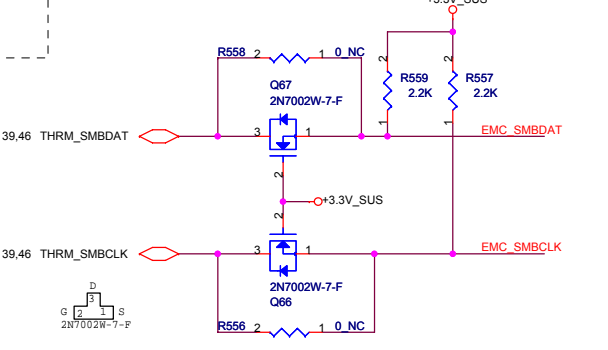 +3.3V_SUS
R558 2 1 0_NC
2 2
Q67
2N7002W-7-F
R559
2.2K
R557
2.2K
1 1
39,46 THRM_SMBDAT 3 1 EMC_SMBDAT
2
+3.3V_SUS
2
39,46 THRM_SMBCLK 3 1 EMC_SMBCLK
2N7002W-7-F
Q66
D
3
G 2 1 S
2N7002W-7-F
R556 2 1 0_NC